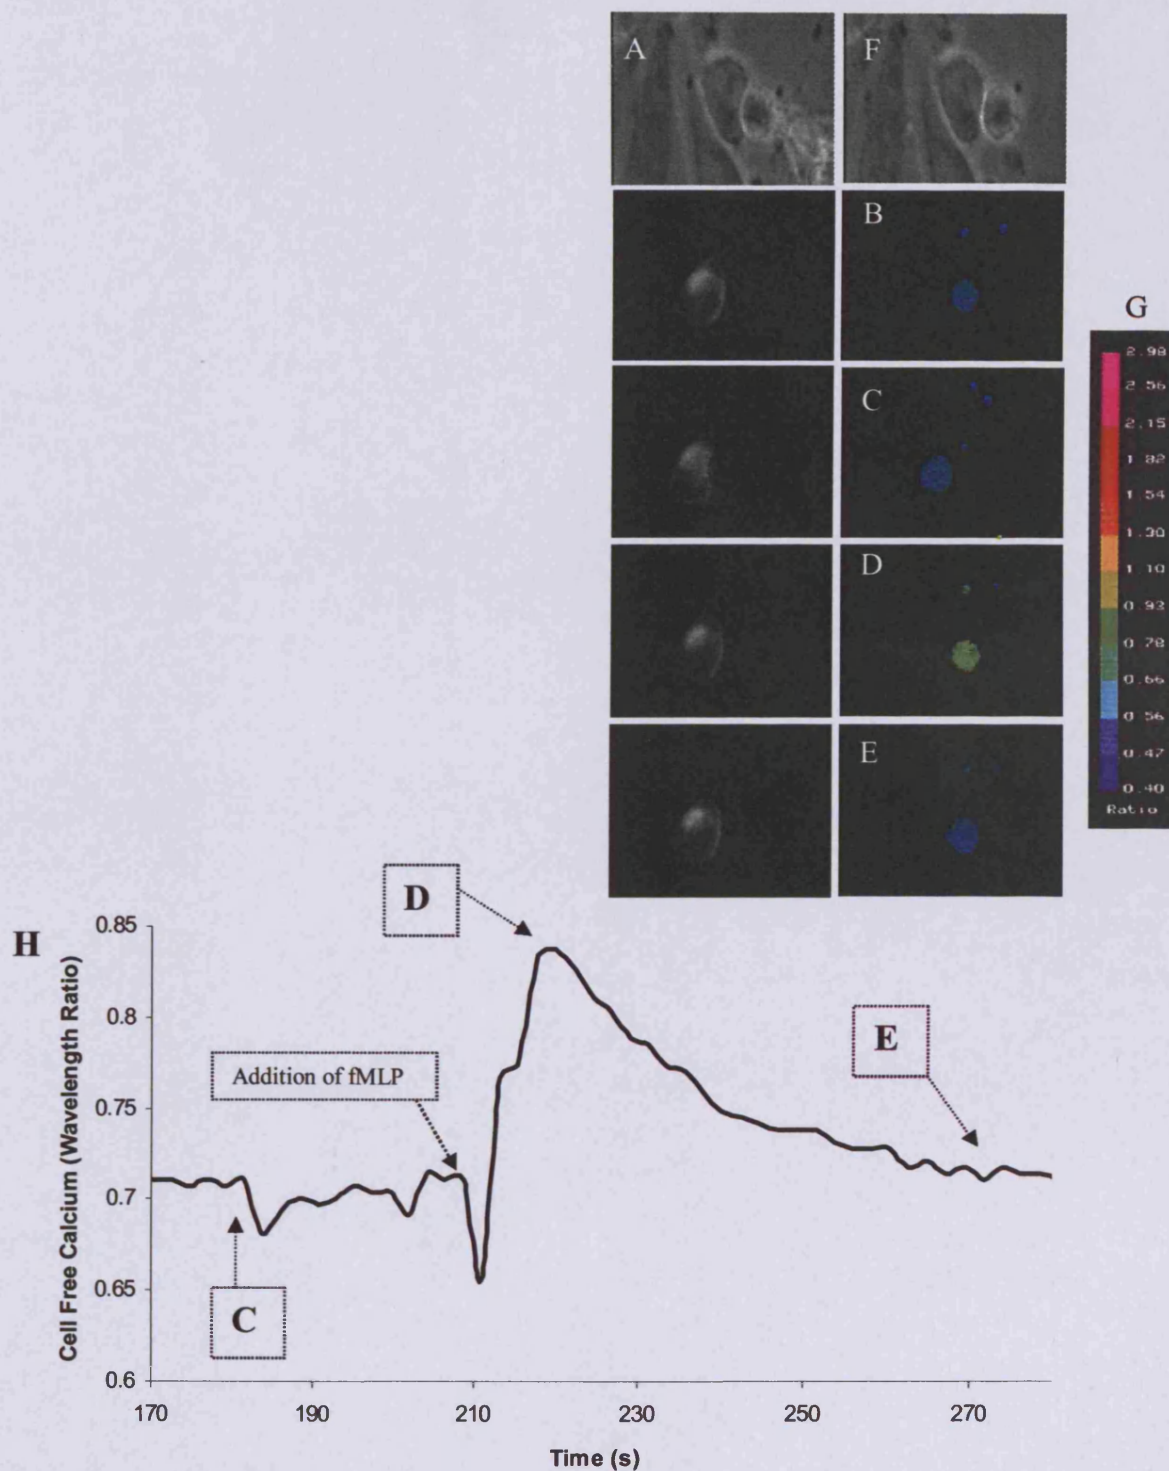 A
F
B
C
D
E
G
2.98
2.56
2.15
1.82
1.54
1.30
1.10
0.93
0.78
0.66
0.56
0.47
0.40
Ratio
H
Cell Free Calcium (Wavelength Ratio)
0.85
0.8
0.75
0.7
0.65
0.6
D
Addition of fMLP
C
E
170
190
210
230
250
270
Time (s)